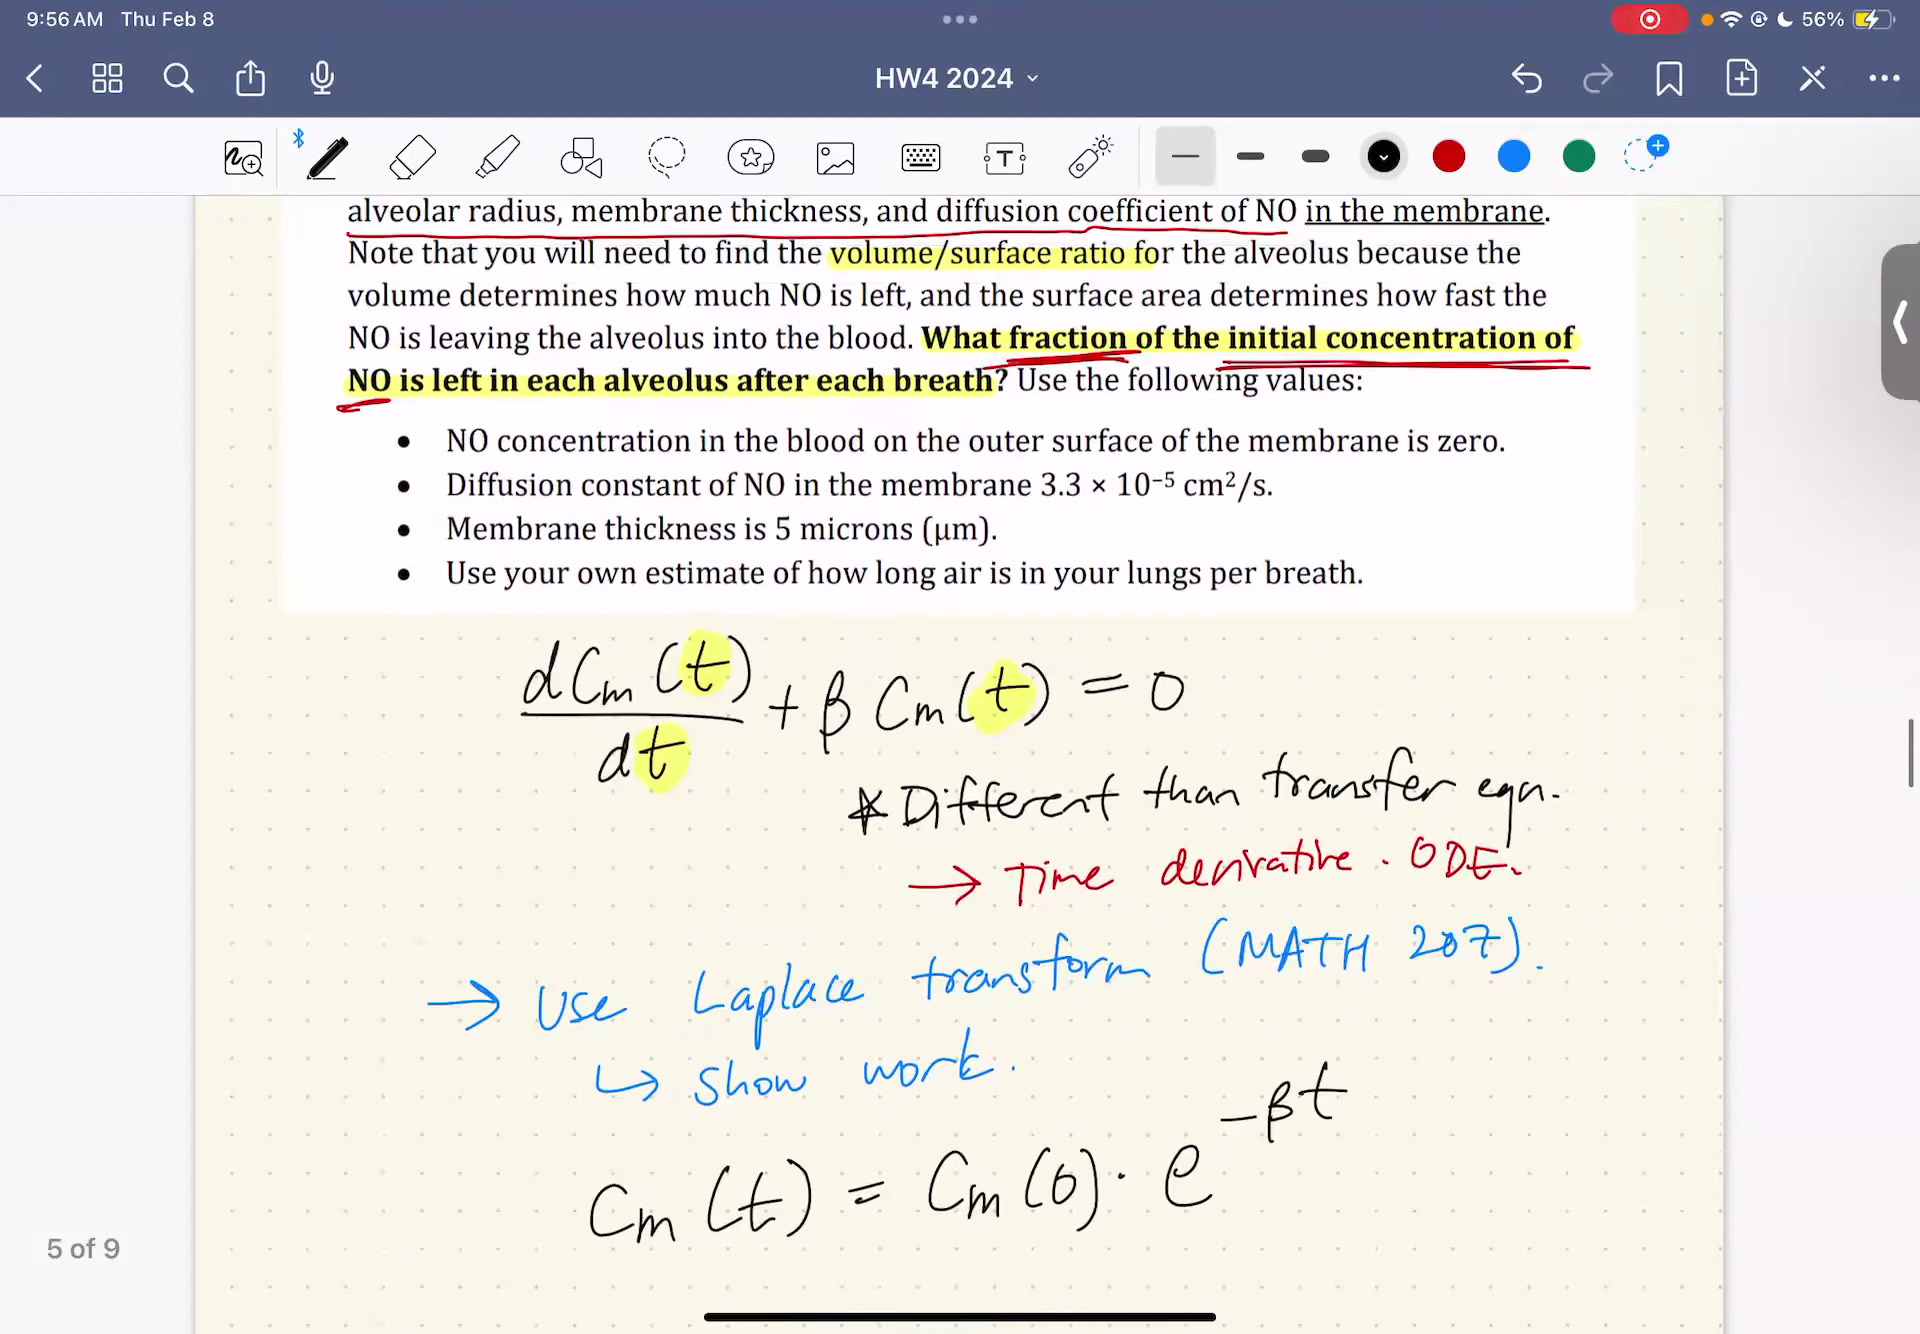 9:56 AM Thu Feb 8
56%
HW4 2024
alveolar radius, membrane thickness, and diffusion coefficient of NO in the membrane.
Note that you will need to find the volume/surface ratio for the alveolus because the
volume determines how much NO is left, and the surface area determines how fast the
NO is leaving the alveolus into the blood. What fraction of the initial concentration of
NO is left in each alveolus after each breath? Use the following values:
• NO concentration in the blood on the outer surface of the membrane is zero.
• Diffusion constant of NO in the membrane 3.3 × 10⁻⁵ cm²/s.
• Membrane thickness is 5 microns (μm).
• Use your own estimate of how long air is in your lungs per breath.
dCm(t)/dt + β Cm(t) = 0
* Different than transfer eqn.
→ Time derivative. ODE.
→ Use Laplace transform (MATH 207).
↳ show work.
Cm(t) = Cm(0) · e^-βt
5 of 9